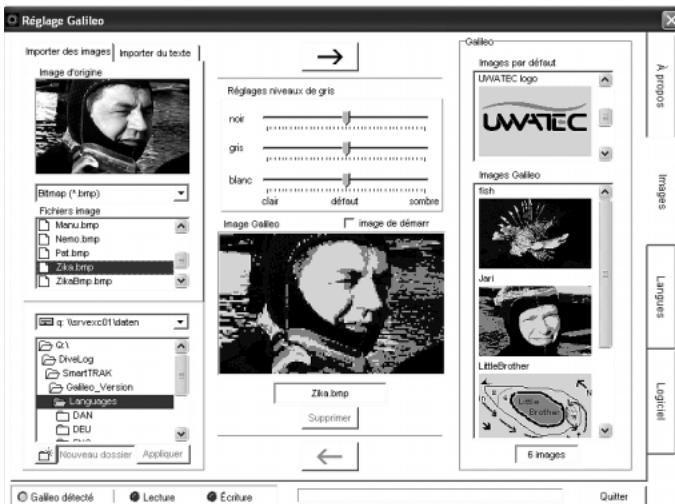 Réglage Galileo
Importer des images
Importer du texte
Image d'origine
Bitmap (*.bmp)
Fichiers image
Manu.bmp
Nemo.bmp
Pat.bmp
Zika.bmp
ZikaBmp.bmp
q: \\srvexc01\daten
Q:\
DiveLog
SmartTRAK
Galileo_Version
Languages
DAN
DEU
Nouveau dossier
Appliquer
Réglages niveaux de gris
noir
gris
blanc
clair
défaut
sombre
Image Galileo
image de démarr
Zika.bmp
Supprimer
Galileo
Images par défaut
UWATEC logo
UWATEC
Images Galileo
fish
Jari
LittleBrother
Little
Brother
N
6 images
À propos
Images
Langues
Logiciel
Galileo détecté
Lecture
Écriture
Quitter